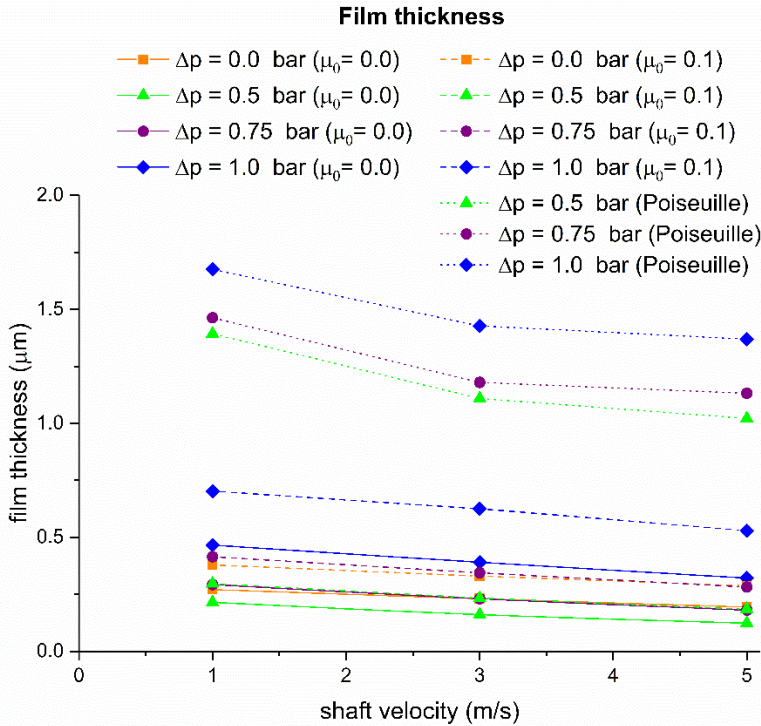 Film thickness
Δp = 0.0 bar (μ₀= 0.0)
Δp = 0.5 bar (μ₀= 0.0)
Δp = 0.75 bar (μ₀= 0.0)
Δp = 1.0 bar (μ₀= 0.0)
Δp = 0.0 bar (μ₀= 0.1)
Δp = 0.5 bar (μ₀= 0.1)
Δp = 0.75 bar (μ₀= 0.1)
Δp = 1.0 bar (μ₀= 0.1)
Δp = 0.5 bar (Poiseuille)
Δp = 0.75 bar (Poiseuille)
Δp = 1.0 bar (Poiseuille)
film thickness (μm)
2.0
1.5
1.0
0.5
0.0
0
1
2
3
4
5
shaft velocity (m/s)